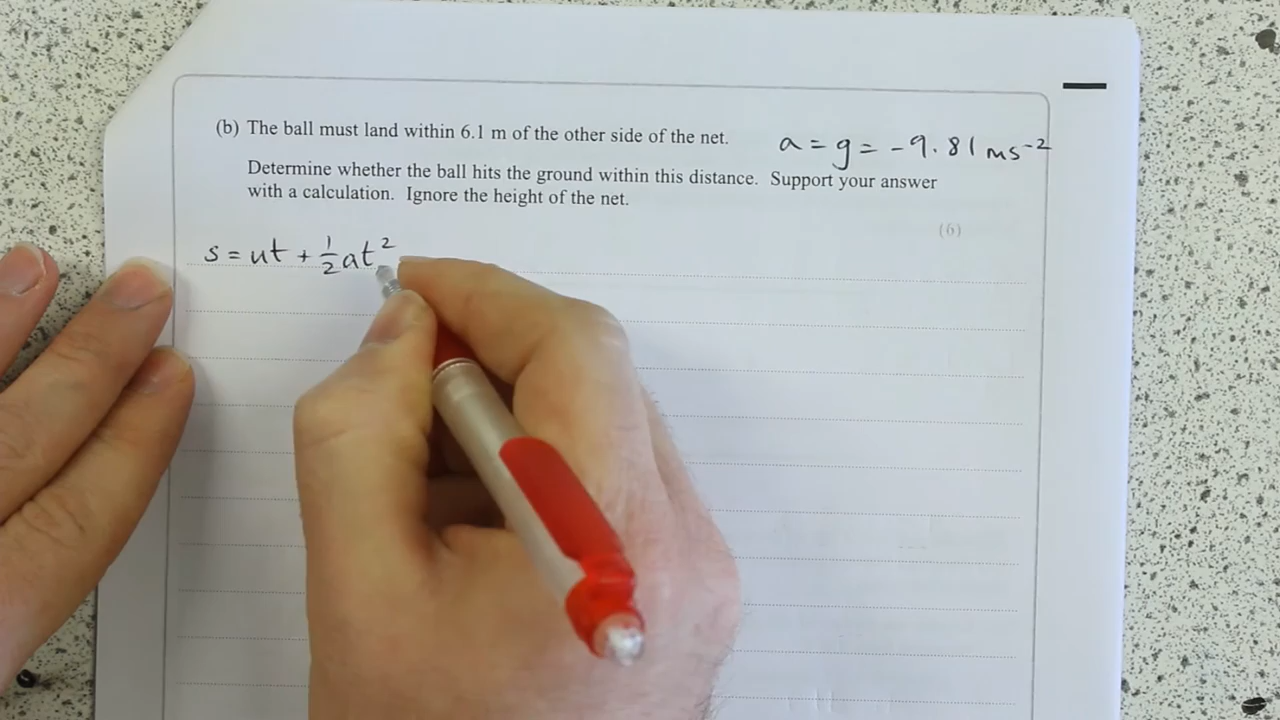 (b) The ball must land within 6.1 m of the other side of the net.
a = g = -9.81 ms⁻²
Determine whether the ball hits the ground within this distance. Support your answer
with a calculation. Ignore the height of the net.
(6)
s = ut + ½at²